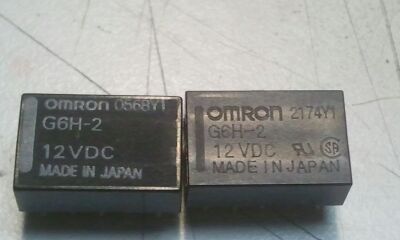 OMRON 0568Y1
G6H-2
12VDC
MADE IN JAPAN
OMRON 2174Y1
G6H-2
12VDC
MADE IN JAPAN